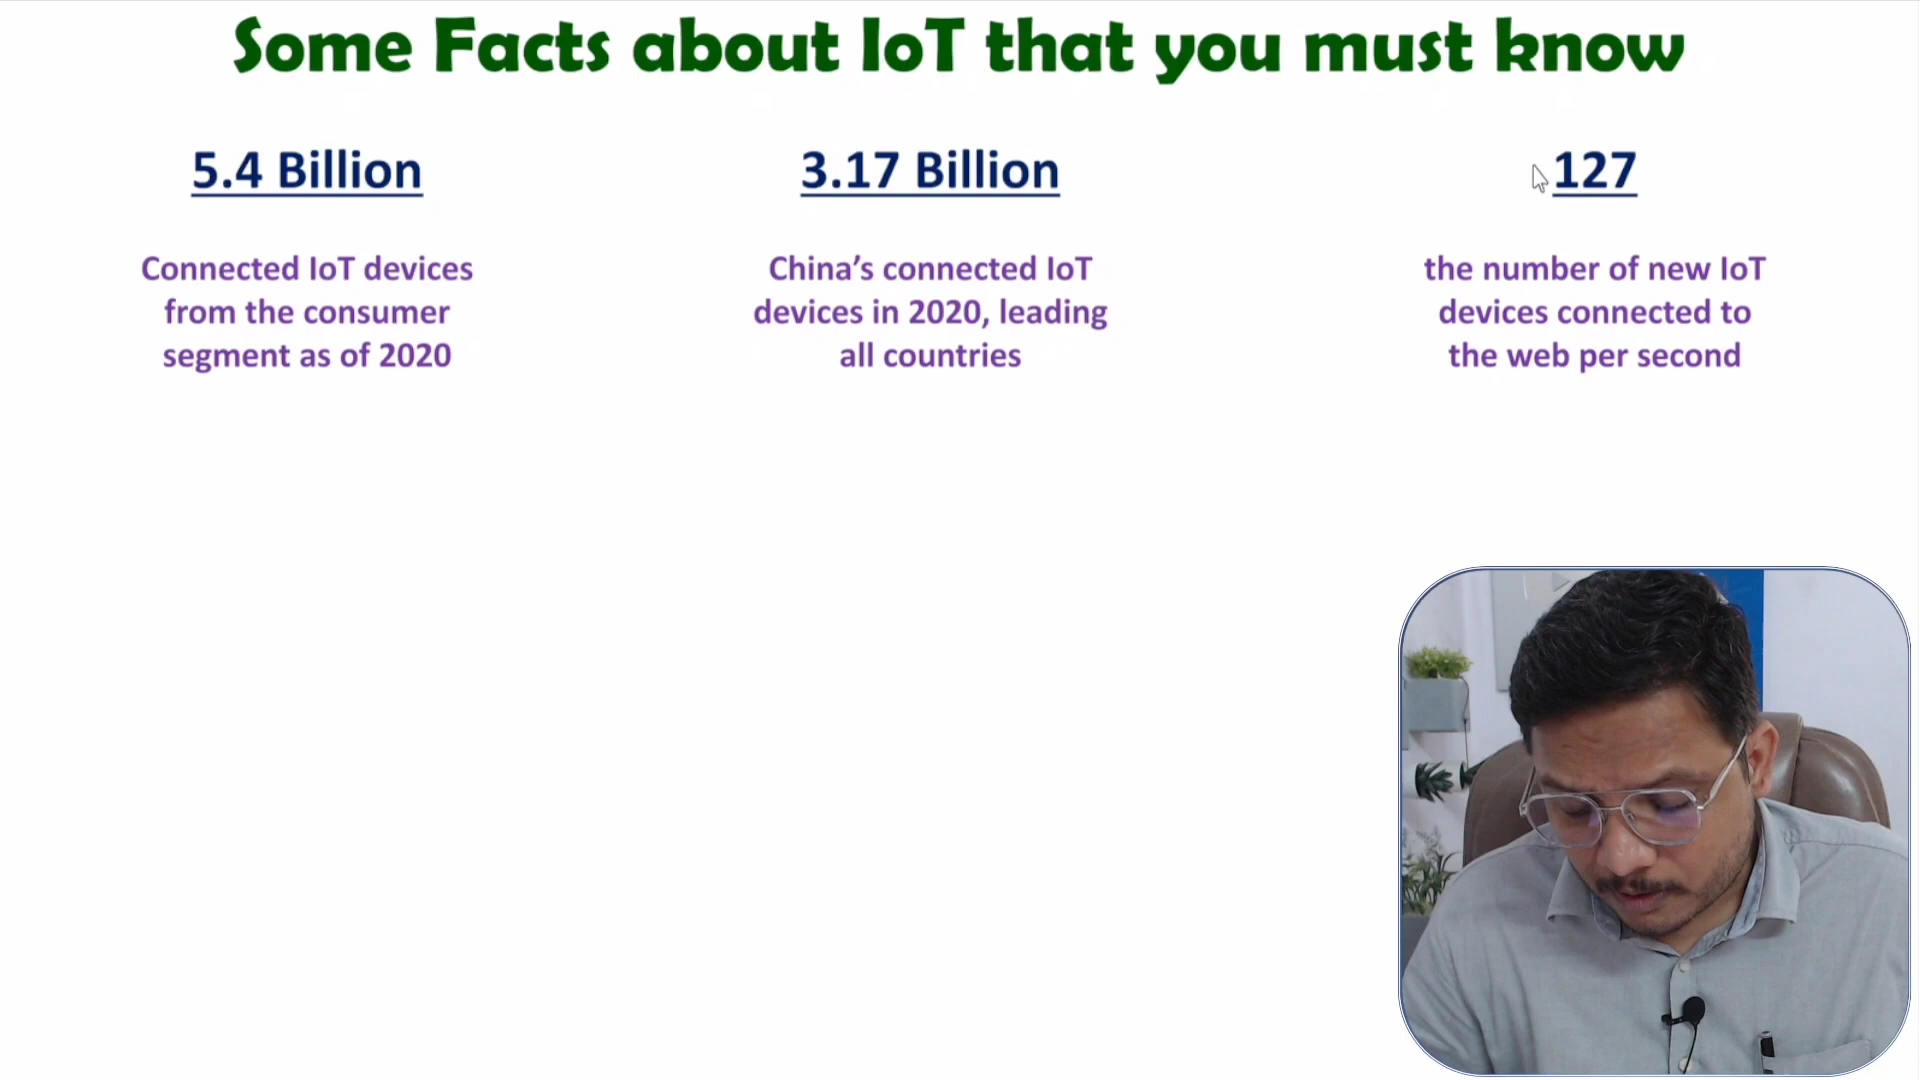 Some Facts about IoT that you must know
5.4 Billion
Connected IoT devices
from the consumer
segment as of 2020
3.17 Billion
China's connected IoT
devices in 2020, leading
all countries
127
the number of new IoT
devices connected to
the web per second